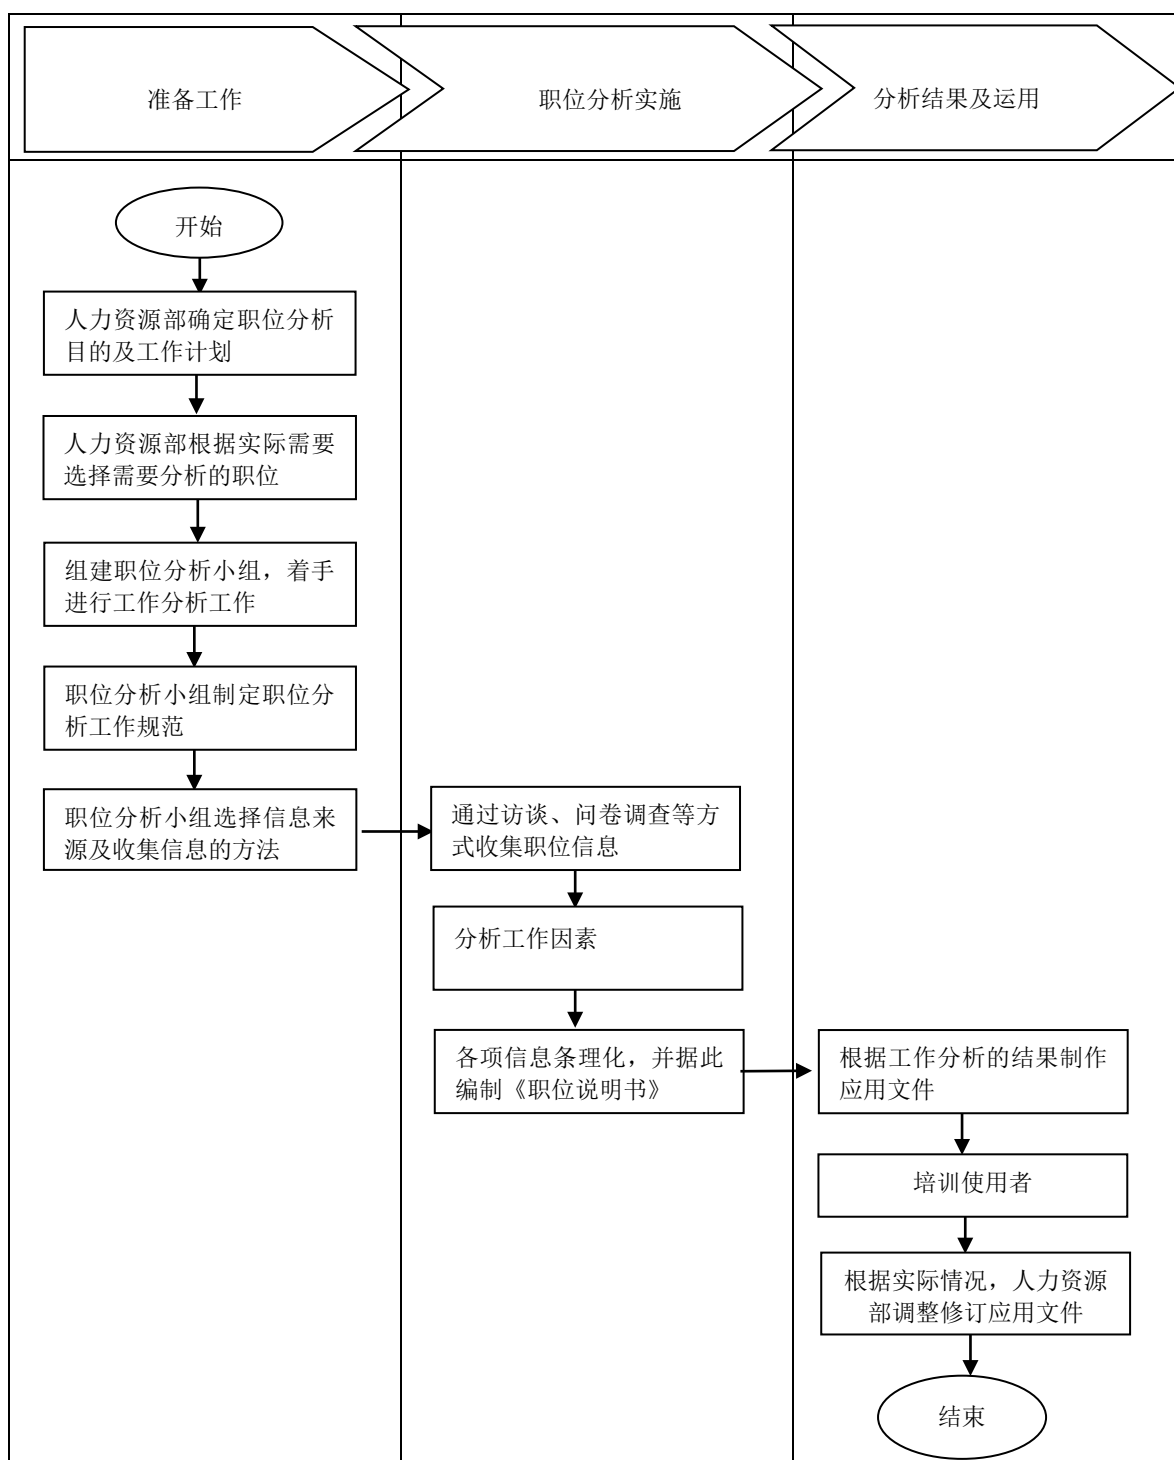 准备工作
职位分析实施
分析结果及运用
开始
人力资源部确定职位分析
目的及工作计划
人力资源部根据实际需要
选择需要分析的职位
组建职位分析小组，着手
进行工作分析工作
职位分析小组制定职位分
析工作规范
职位分析小组选择信息来
源及收集信息的方法
通过访谈、问卷调查等方
式收集职位信息
分析工作因素
各项信息条理化，并据此
编制《职位说明书》
根据工作分析的结果制作
应用文件
培训使用者
根据实际情况，人力资源
部调整修订应用文件
结束